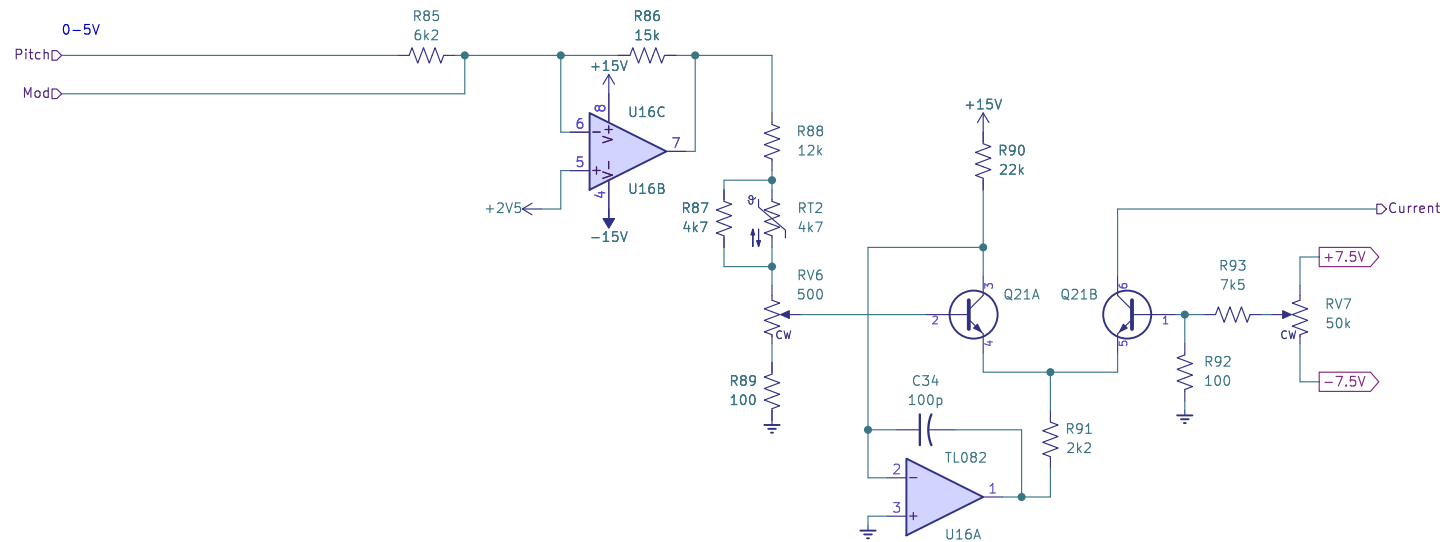 0-5V
R85
6k2
R86
15k
Pitch
Mod
+15V
8
V+
U16C
6
-
7
5
+
V-
4
U16B
+2V5
-15V
R88
12k
R87
4k7
ϑ
RT2
4k7
RV6
500
CW
R89
100
+15V
R90
22k
3
Q21A
2
4
6
Q21B
1
5
Current
R93
7k5
+7.5V
RV7
50k
CW
-7.5V
R92
100
C34
100p
R91
2k2
TL082
2
-
1
3
+
U16A